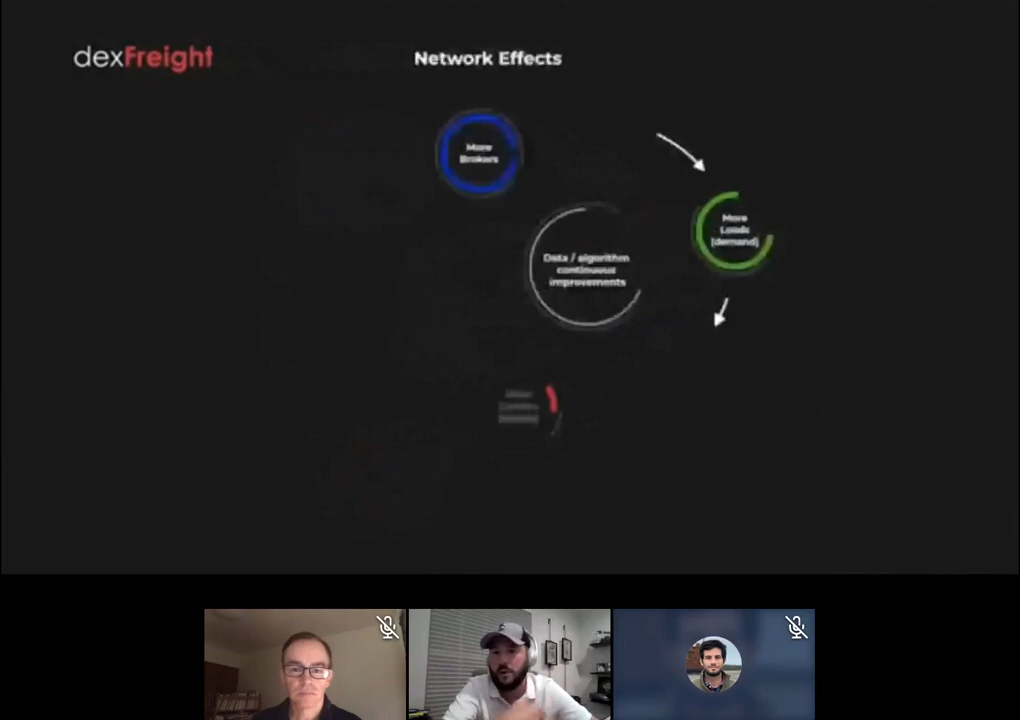 dexFreight
Network Effects
More
Brokers
More
Loads
(demand)
Data / algorithm
continuous
improvements